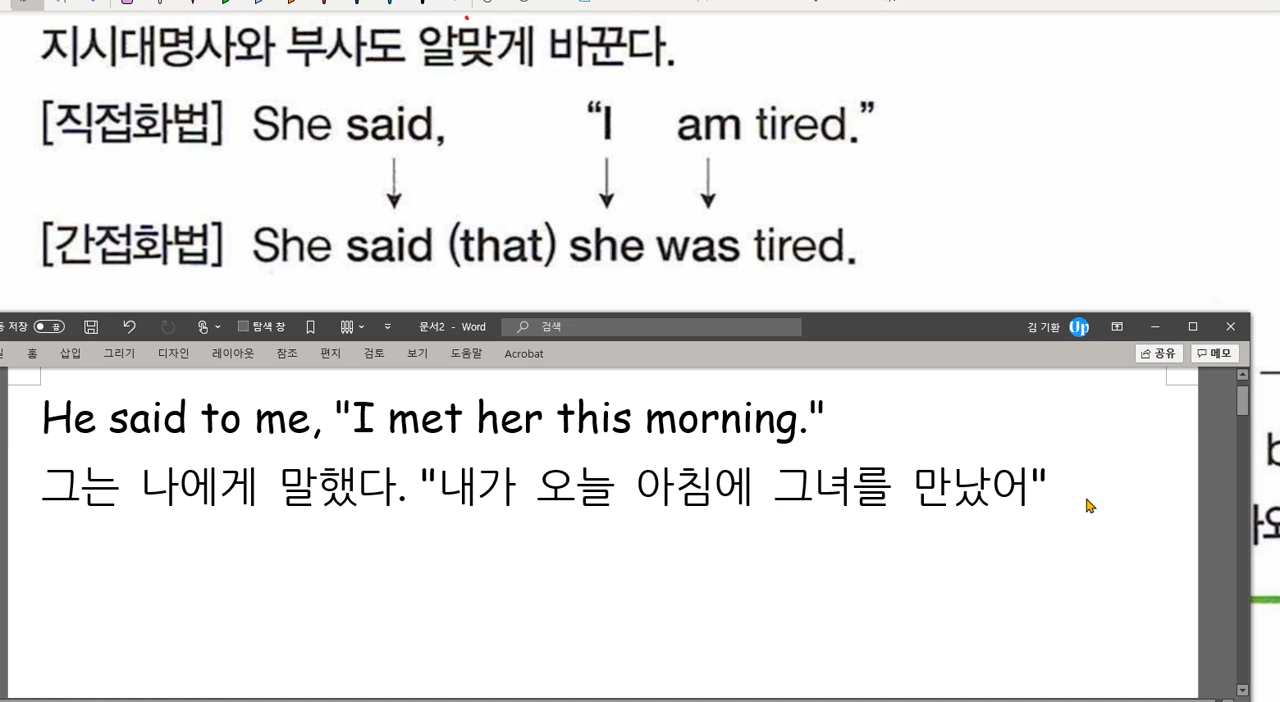 지시대명사와 부사도 알맞게 바꾼다.
[직접화법] She said, “I am tired.”
[간접화법] She said (that) she was tired.
저장 끔 탐색 창 문서2 - Word 검색 김 기환 Up
홈 삽입 그리기 디자인 레이아웃 참조 편지 검토 보기 도움말 Acrobat 공유 메모
He said to me, "I met her this morning."
그는 나에게 말했다. "내가 오늘 아침에 그녀를 만났어"